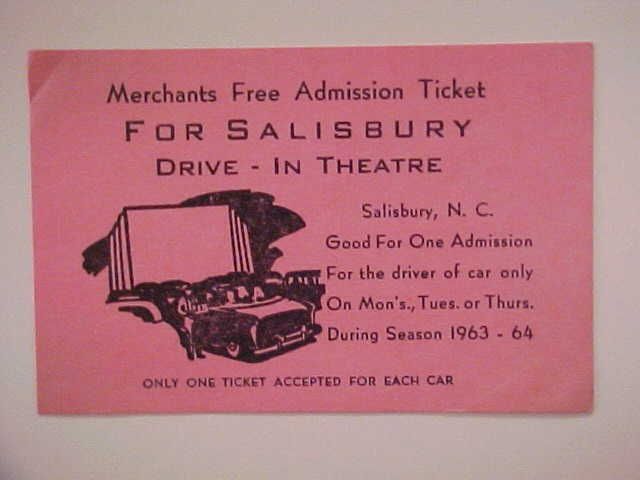 Merchants Free Admission Ticket
FOR SALISBURY
DRIVE - IN THEATRE
Salisbury, N. C.
Good For One Admission
For the driver of car only
On Mon's., Tues. or Thurs.
During Season 1963 - 64
ONLY ONE TICKET ACCEPTED FOR EACH CAR